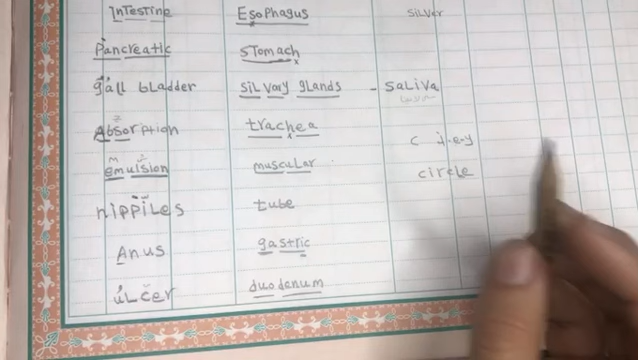 Intestine Esophagus Silver
Pancreatic Stomach
gall bladder Silvary glands - Saliva
Absorption trachea
emulsion muscular circle
nippiles tube
Anus gastric
ulcer duodenum